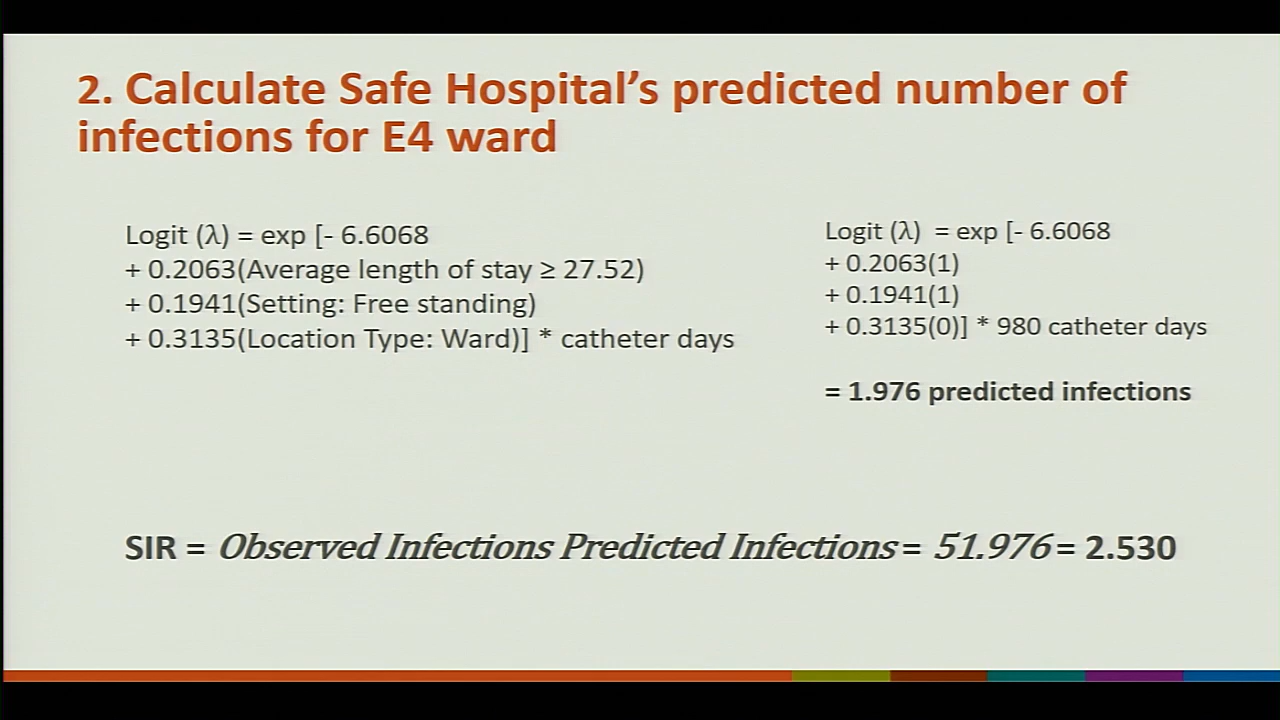 2. Calculate Safe Hospital's predicted number of
infections for E4 ward
Logit (λ) = exp [- 6.6068
+ 0.2063(Average length of stay ≥ 27.52)
+ 0.1941(Setting: Free standing)
+ 0.3135(Location Type: Ward)] * catheter days
Logit (λ)  = exp [- 6.6068
+ 0.2063(1)
+ 0.1941(1)
+ 0.3135(0)] * 980 catheter days
= 1.976 predicted infections
SIR = Observed Infections Predicted Infections = 51.976 = 2.530